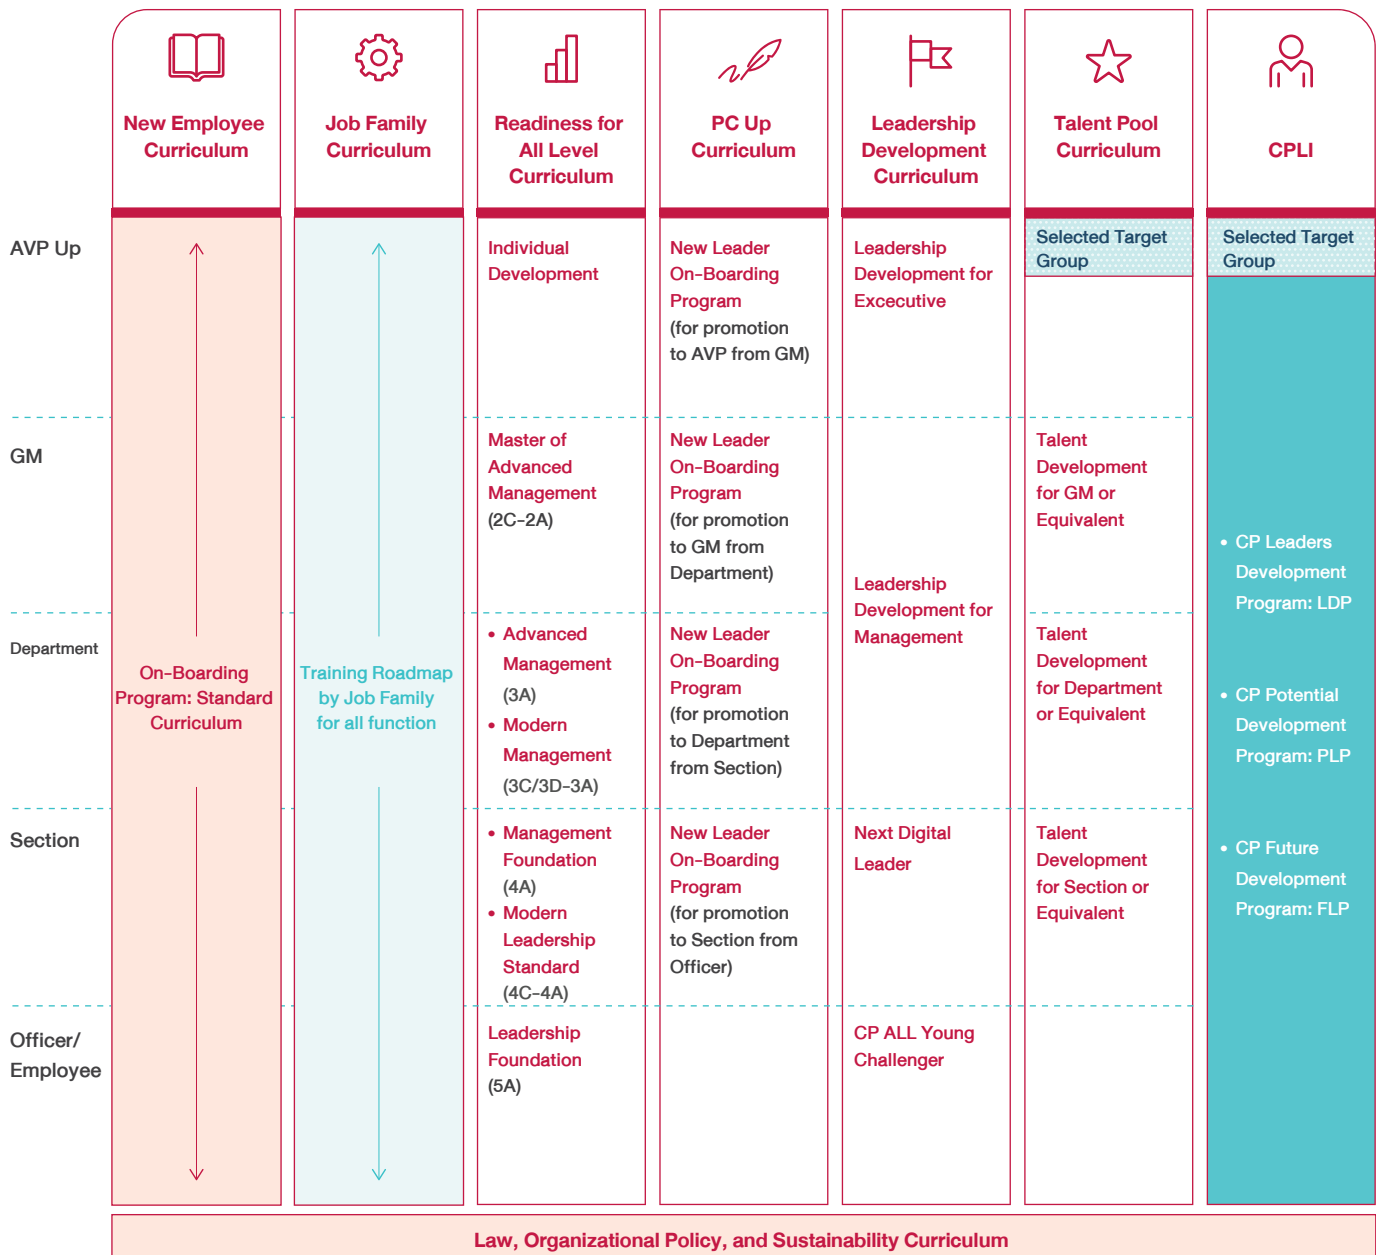 New Employee
Curriculum
Job Family
Curriculum
Readiness for
All Level
Curriculum
PC Up
Curriculum
Leadership
Development
Curriculum
Talent Pool
Curriculum
CPLI
AVP Up
Individual
Development
New Leader
On-Boarding
Program
(for promotion
to AVP from GM)
Leadership
Development for
Excecutive
Selected Target
Group
Selected Target
Group
GM
Master of
Advanced
Management
(2C-2A)
New Leader
On-Boarding
Program
(for promotion
to GM from
Department)
Leadership
Development for
Management
Talent
Development
for GM or
Equivalent
• CP Leaders
Development
Program: LDP
Department
On-Boarding
Program: Standard
Curriculum
Training Roadmap
by Job Family
for all function
• Advanced
Management
(3A)
• Modern
Management
(3C/3D-3A)
New Leader
On-Boarding
Program
(for promotion
to Department
from Section)
Talent
Development
for Department
or Equivalent
• CP Potential
Development
Program: PLP
Section
• Management
Foundation
(4A)
• Modern
Leadership
Standard
(4C-4A)
New Leader
On-Boarding
Program
(for promotion
to Section from
Officer)
Next Digital
Leader
Talent
Development
for Section or
Equivalent
• CP Future
Development
Program: FLP
Officer/
Employee
Leadership
Foundation
(5A)
CP ALL Young
Challenger
Law, Organizational Policy, and Sustainability Curriculum